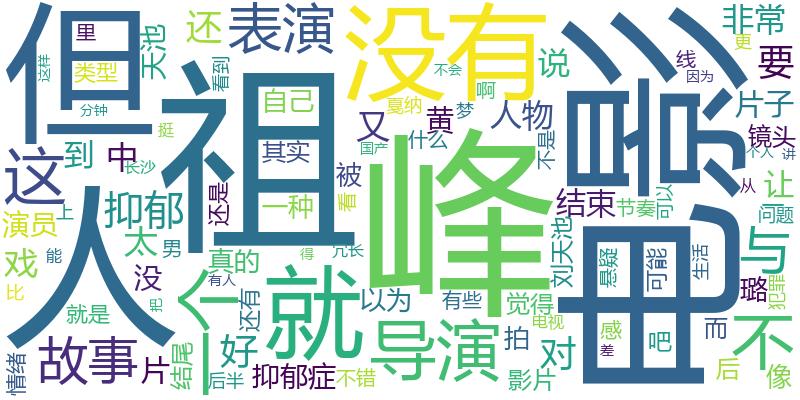 但
祖
峰
电影
人
没有
就
一个
导演
故事
表演
抑郁
这
不
与
还
天池
里
类型
这样
分钟
挺
长沙
到
中
演员
上
戏
能
男
比
就是
把
太
没
真的
还是
看到
自己
其实
一种
有人
得
冗长
还有
以为
有些
好
结尾
后半
情绪
片
抑郁症
不错
国产
看
被
又
戛纳
黄
什么
梦
啊
不会
人物
说
不是
结束
刘天池
节奏
可以
觉得
电视
拍
影片
对
感
差
吧
悬疑
可能
生活
而
后
像
犯罪
璐
问题
让
从
个人
讲
镜头
片子
线
因为
更
要
非常